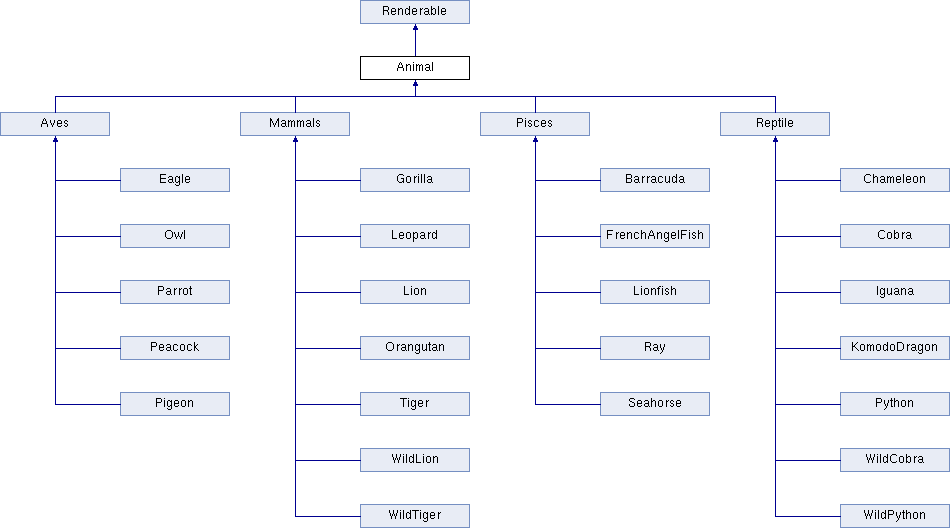 Renderable
Animal
Aves
Mammals
Pisces
Reptile
Eagle
Gorilla
Barracuda
Chameleon
Owl
Leopard
FrenchAngelFish
Cobra
Parrot
Lion
Lionfish
Iguana
Peacock
Orangutan
Ray
KomodoDragon
Pigeon
Tiger
Seahorse
Python
WildLion
WildCobra
WildTiger
WildPython